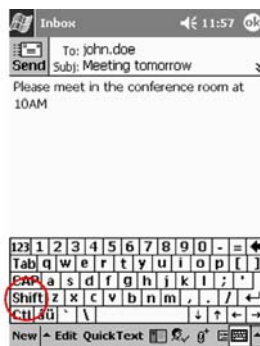 Inbox 11:57 ok
To: john.doe
Send Subj: Meeting tomorrow
Please meet in the conference room at
10AM
123 1 2 3 4 5 6 7 8 9 0 - =
Tab q w e r t y u i o p [ ]
CAP a s d f g h j k l ; '
Shift z x c v b n m , . /
Ctl áü ` \
New Edit QuickText